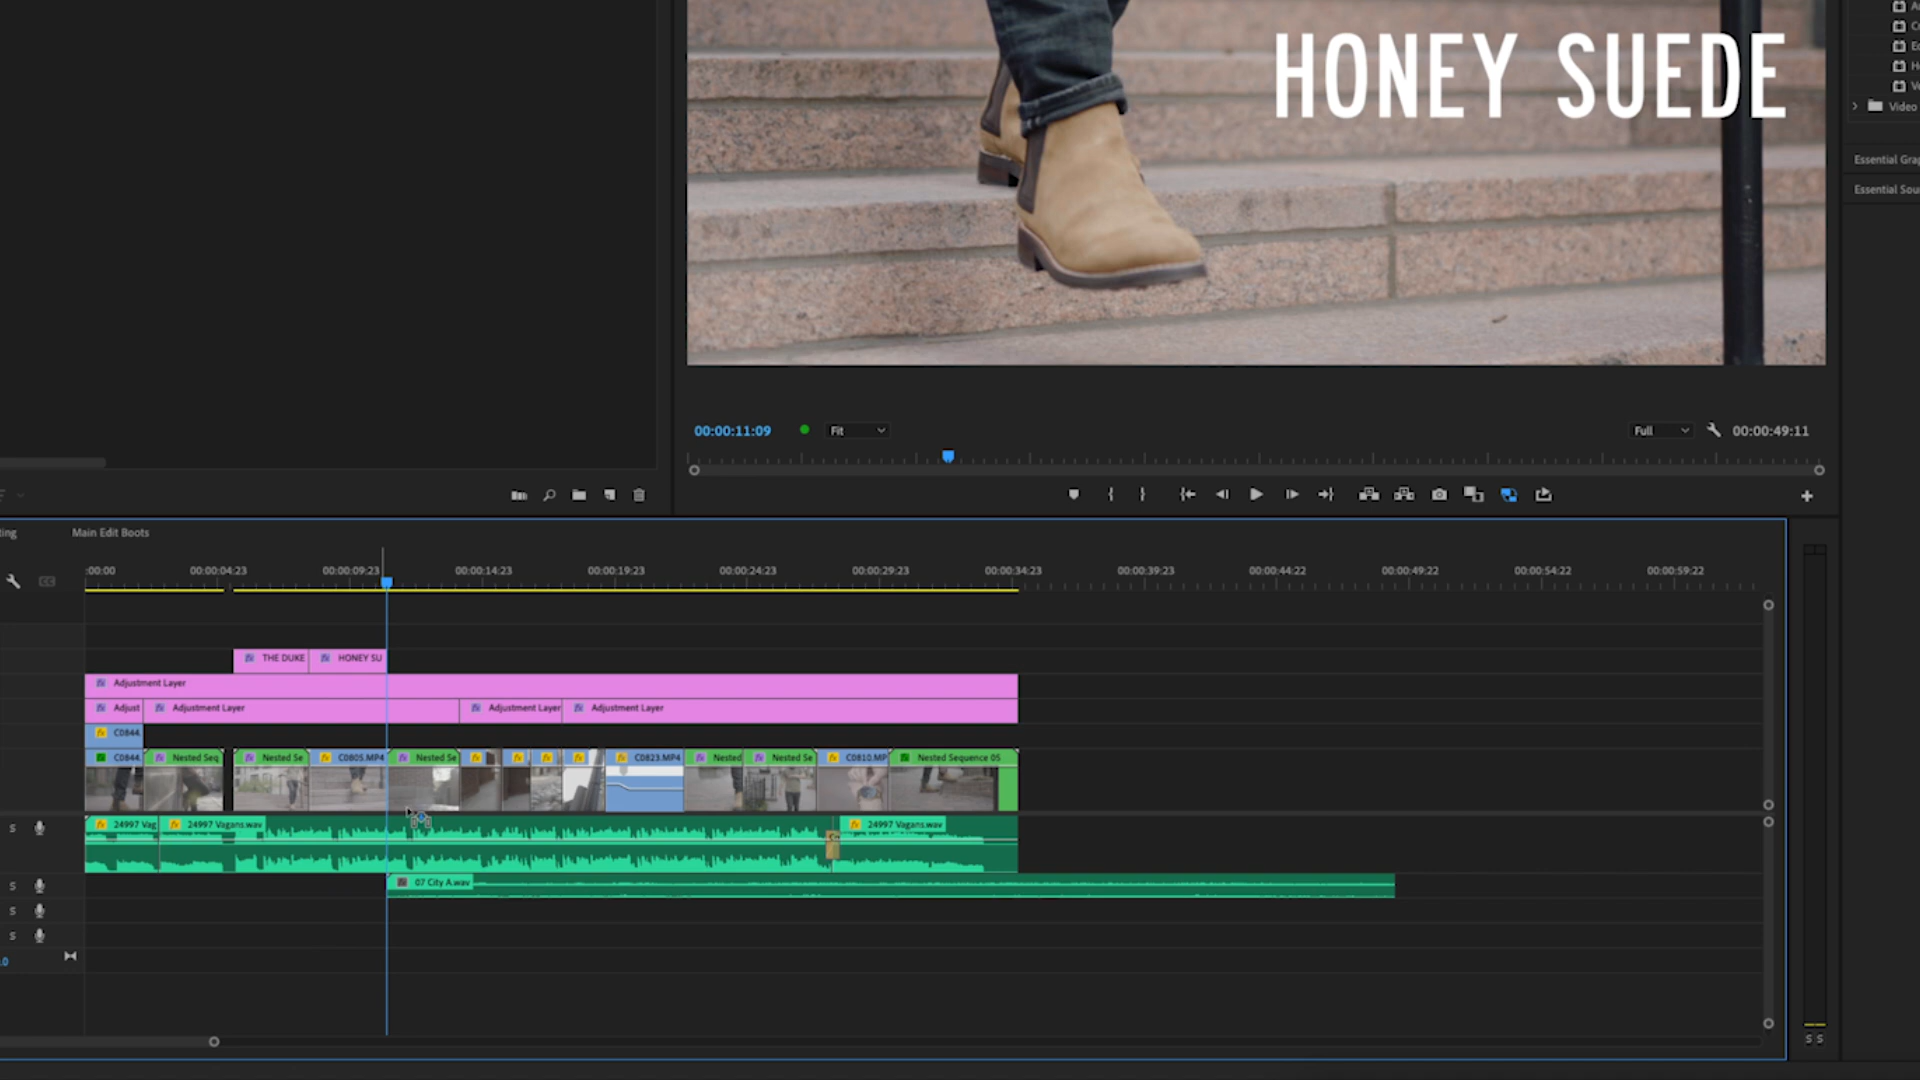 HONEY SUEDE
Video
Essential Gra
Essential Sou
00:00:11:09
Fit
Full
00:00:49:11
ting
Main Edit Boots
:00:00
00:00:04:23
00:00:09:23
00:00:14:23
00:00:19:23
00:00:24:23
00:00:29:23
00:00:34:23
00:00:39:23
00:00:44:22
00:00:49:22
00:00:54:22
00:00:59:22
THE DUKE
HONEY SU
Adjustment Layer
Adjust
Adjustment Layer
Adjustment Layer
Adjustment Layer
C0844.
C0844.
Nested Seq
Nested Se
C0805.MP4
Nested Se
C0823.MP4
Nested
Nested Se
C0810.MP
Nested Sequence 05
S
24997 Vag
24997 Vagans.wav
24997 Vagans.wav
S
07 City A.wav
S
S
.0
S S